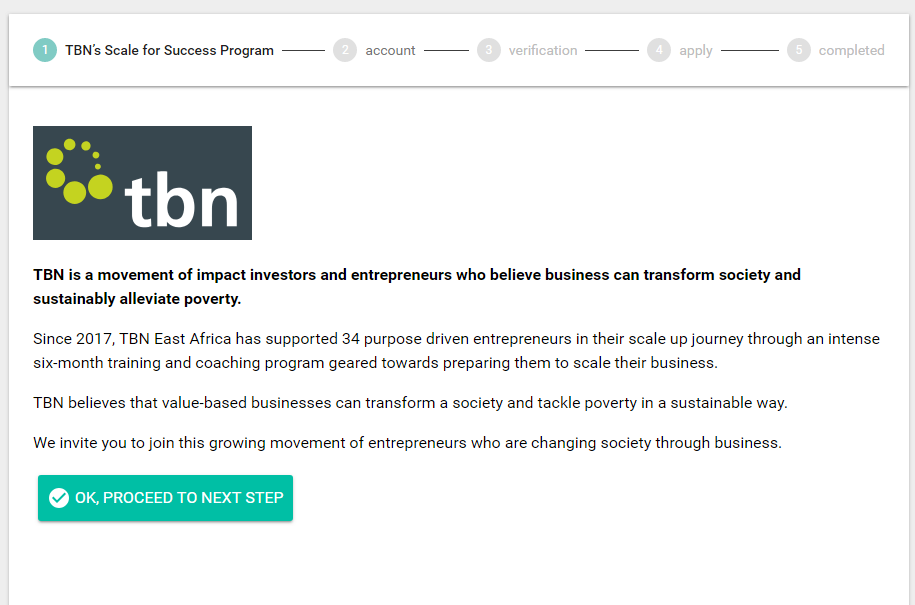 1 TBN's Scale for Success Program 2 account 3 verification 4 apply 5 completed
tbn
TBN is a movement of impact investors and entrepreneurs who believe business can transform society and
sustainably alleviate poverty.
Since 2017, TBN East Africa has supported 34 purpose driven entrepreneurs in their scale up journey through an intense
six-month training and coaching program geared towards preparing them to scale their business.
TBN believes that value-based businesses can transform a society and tackle poverty in a sustainable way.
We invite you to join this growing movement of entrepreneurs who are changing society through business.
OK, PROCEED TO NEXT STEP